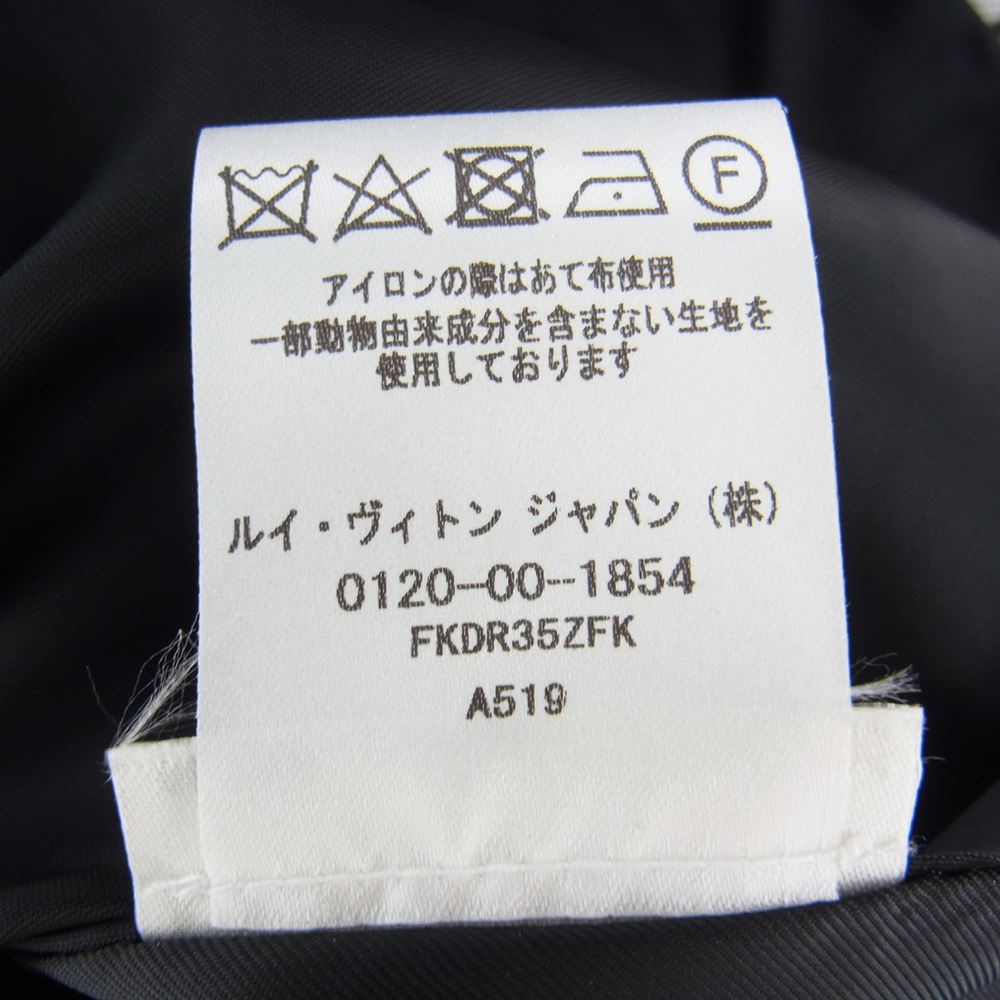 F
アイロンの際はあて布使用
一部動物由来成分を含まない生地を
使用しております
ルイ・ヴィトン ジャパン (株)
0120-00-1854
FKDR35ZFK
A519